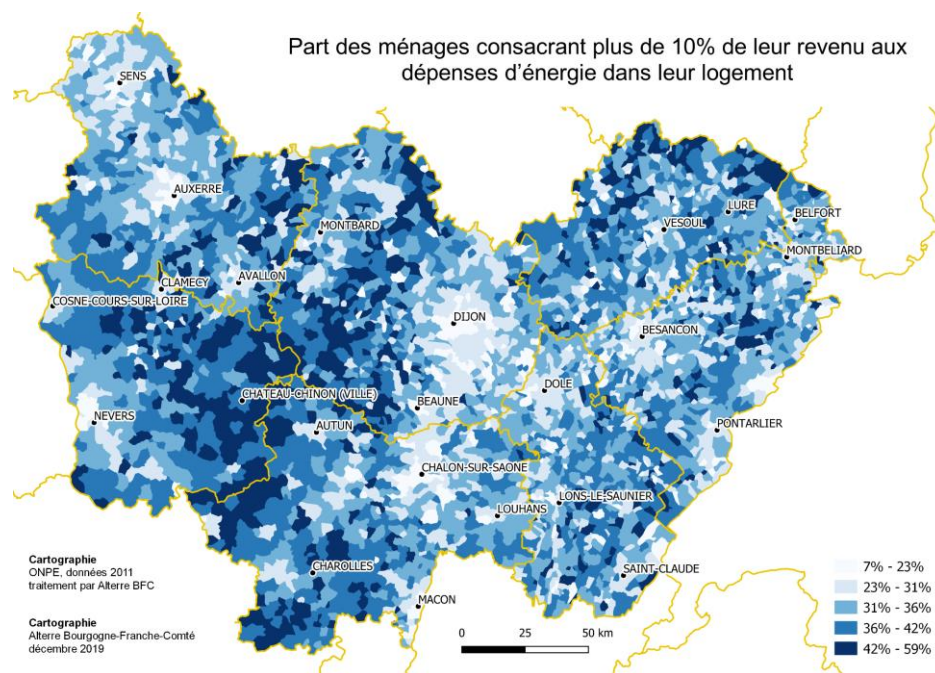 Part des ménages consacrant plus de 10% de leur revenu aux
dépenses d'énergie dans leur logement
SENS
AUXERRE
MONTBARD
VESOUL
LURE
BELFORT
MONTBELIARD
CLAMECY
AVALLON
COSNE-COURS-SUR-LOIRE
DIJON
BESANCON
CHATEAU-CHINON (VILLE)
BEAUNE
DOLE
NEVERS
AUTUN
PONTARLIER
CHALON-SUR-SAONE
LONS-LE-SAUNIER
LOUHANS
CHAROLLES
SAINT-CLAUDE
MACON
Cartographie
ONPE, données 2011
traitement par Alterre BFC
Cartographie
Alterre Bourgogne-Franche-Comté
décembre 2019
0 25 50 km
7% - 23%
23% - 31%
31% - 36%
36% - 42%
42% - 59%